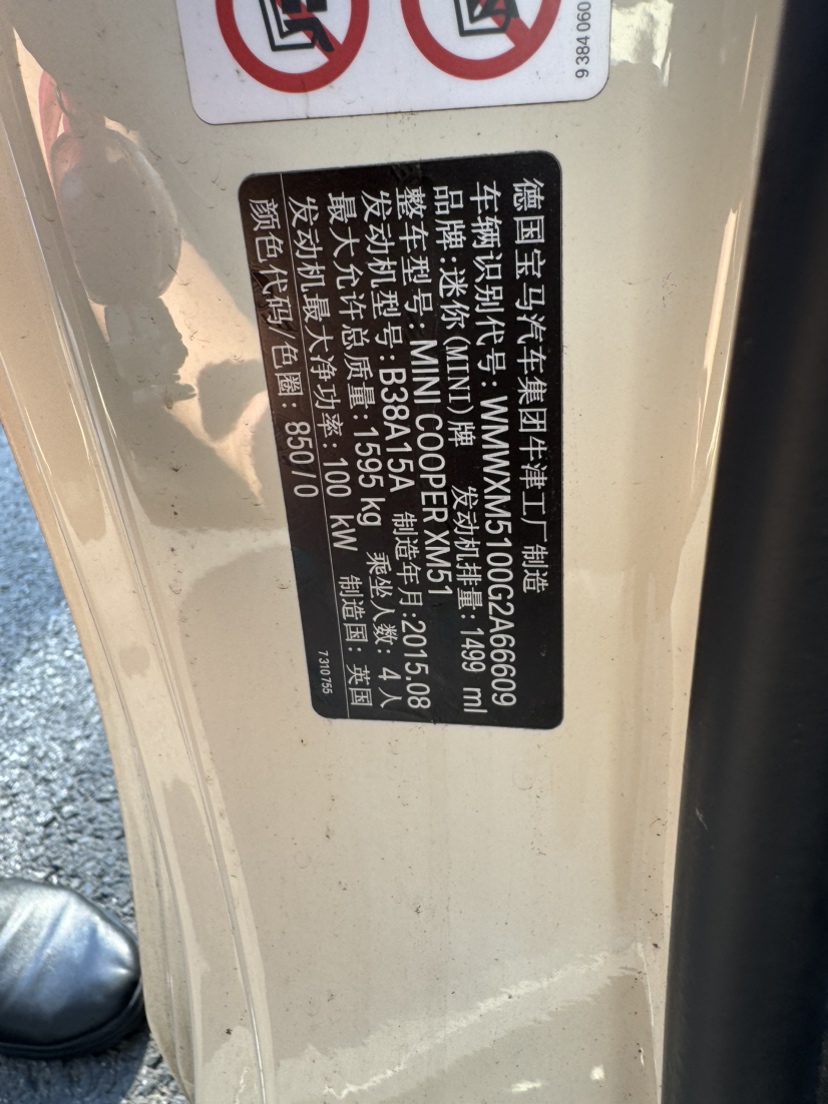 9 384 060
德国宝马汽车集团牛津工厂制造
车辆识别代号: WMWXM5100G2A66609
品牌:迷你(MINI)牌 发动机排量:1499 ml
整车型号: MINI COOPER XM51
发动机型号: B38A15A 制造年月:2015.08
最大允许总质量: 1595 kg 乘坐人数: 4 人
发动机最大净功率: 100 kW 制造国: 英国
颜色代码/色圈: 850/0 7310755